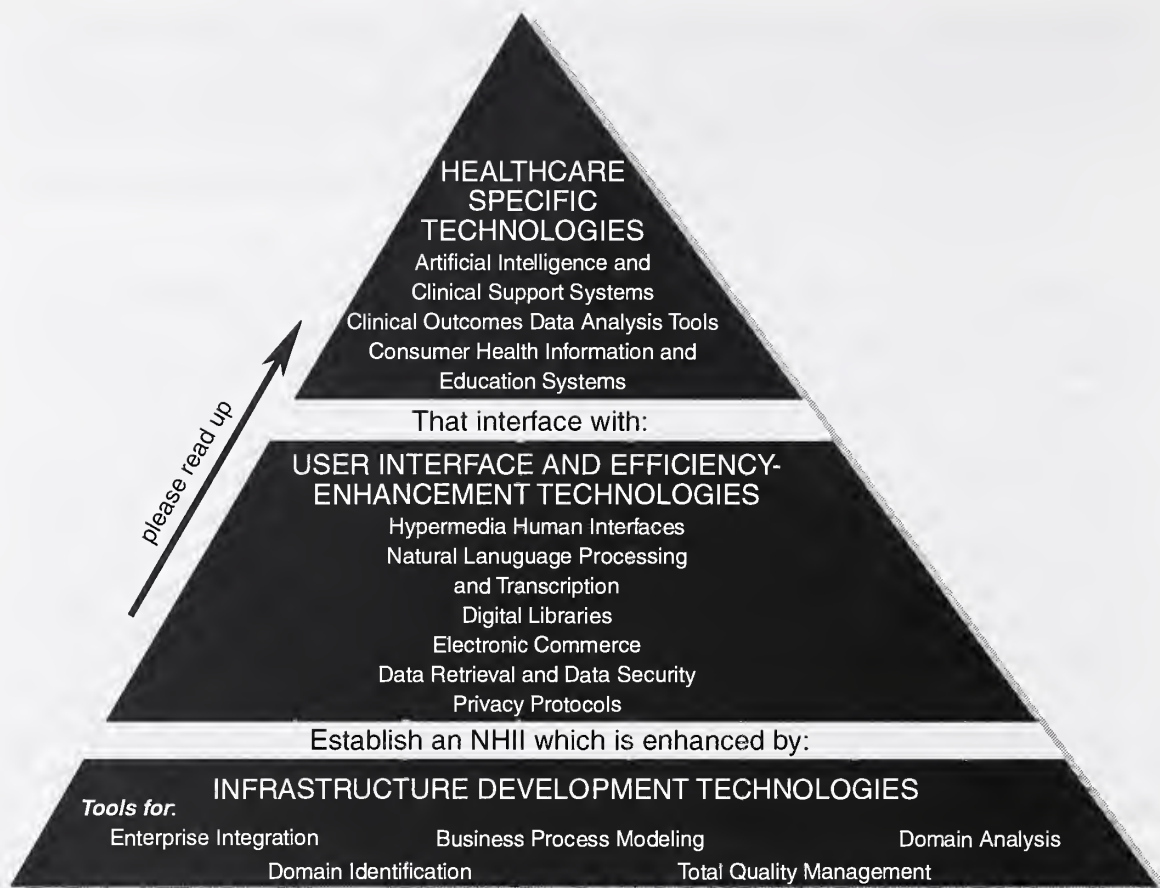 HEALTHCARE
SPECIFIC
TECHNOLOGIES
Artificial Intelligence and
Clinical Support Systems
Clinical Outcomes Data Analysis Tools
Consumer Health Information and
Education Systems
please read up
That interface with:
USER INTERFACE AND EFFICIENCY-
ENHANCEMENT TECHNOLOGIES
Hypermedia Human Interfaces
Natural Lanuguage Processing
and Transcription
Digital Libraries
Electronic Commerce
Data Retrieval and Data Security
Privacy Protocols
Establish an NHII which is enhanced by:
INFRASTRUCTURE DEVELOPMENT TECHNOLOGIES
Tools for:
Enterprise Integration Business Process Modeling Domain Analysis
Domain Identification Total Quality Management